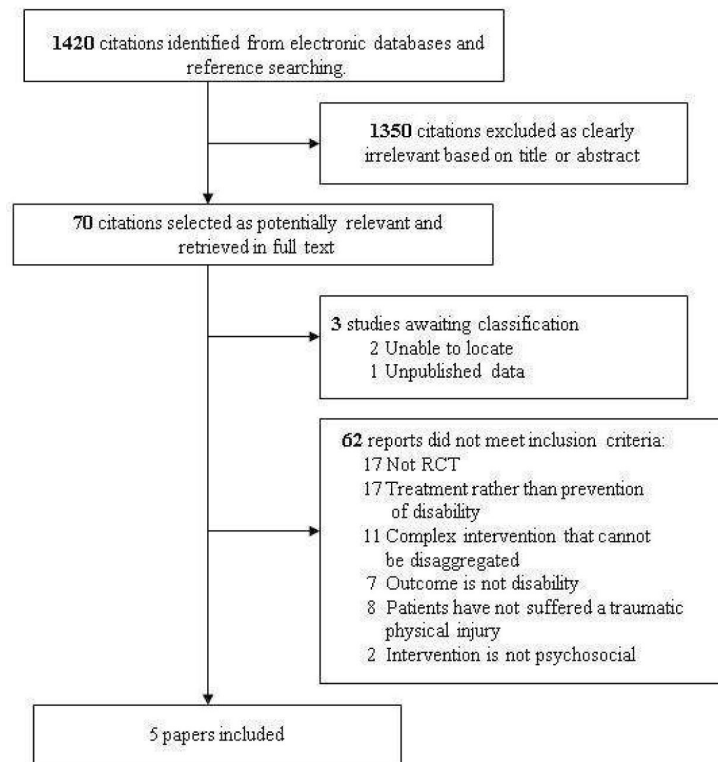 1420 citations identified from electronic databases and
reference searching.
1350 citations excluded as clearly
irrelevant based on title or abstract
70 citations selected as potentially relevant and
retrieved in full text
3 studies awaiting classification
2 Unable to locate
1 Unpublished data
62 reports did not meet inclusion criteria:
17 Not RCT
17 Treatment rather than prevention
of disability
11 Complex intervention that cannot
be disaggregated
7 Outcome is not disability
8 Patients have not suffered a traumatic
physical injury
2 Intervention is not psychosocial
5 papers included